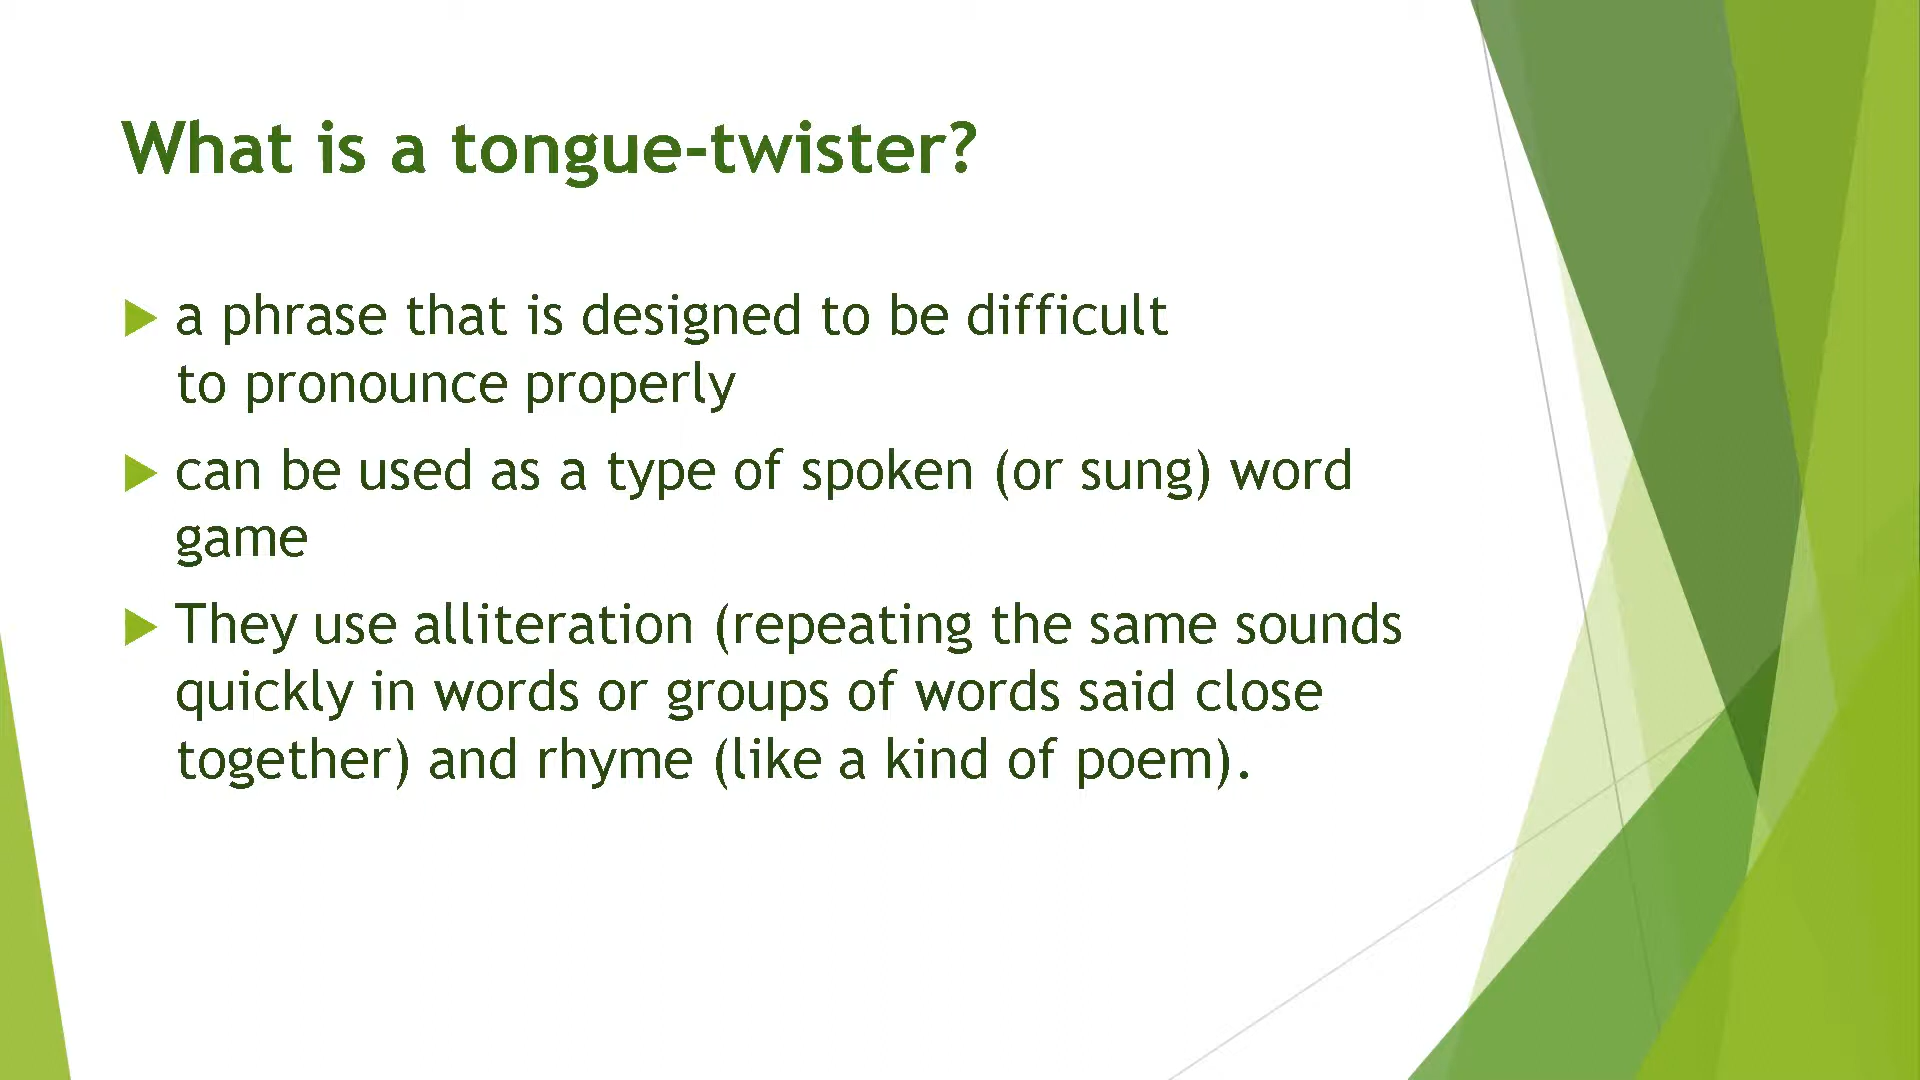 What is a tongue-twister?
a phrase that is designed to be difficult
to pronounce properly
can be used as a type of spoken (or sung) word
game
They use alliteration (repeating the same sounds
quickly in words or groups of words said close
together) and rhyme (like a kind of poem).